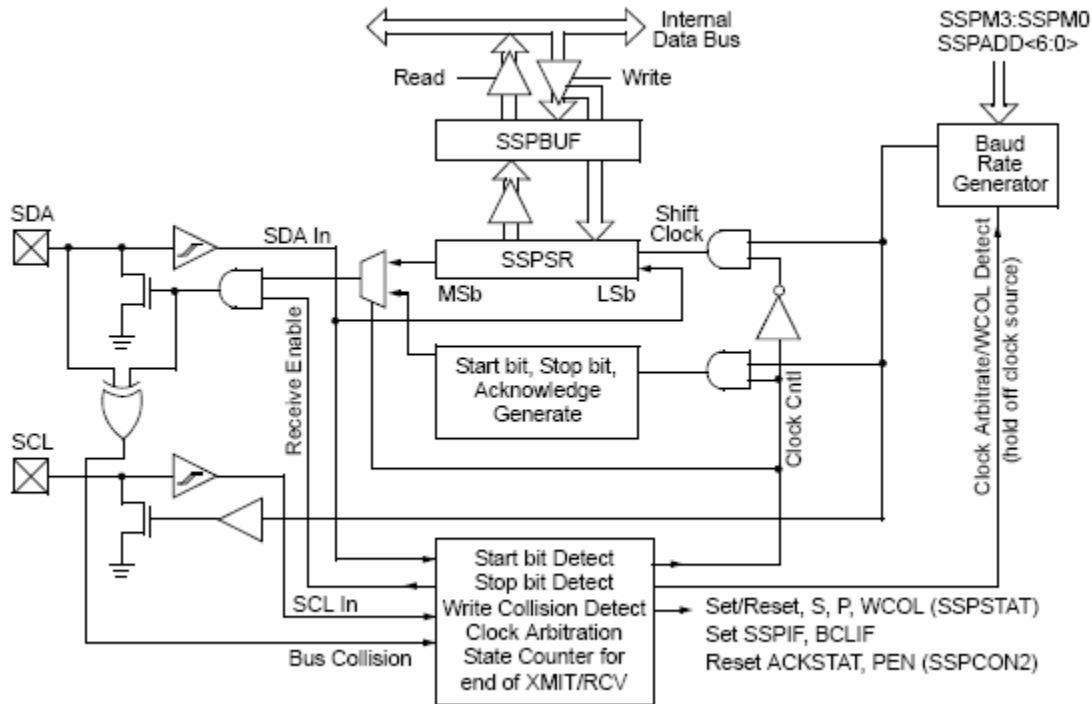 Internal
Data Bus
SSPM3:SSPM0
SSPADD<6:0>
Read
Write
SSPBUF
Baud
Rate
Generator
SDA
SDA In
Shift
Clock
SSPSR
MSb
LSb
Start bit, Stop bit,
Acknowledge
Generate
Receive Enable
Clock Cntl
Clock Arbitrate/WCOL Detect
(hold off clock source)
SCL
SCL In
Bus Collision
Start bit Detect
Stop bit Detect
Write Collision Detect
Clock Arbitration
State Counter for
end of XMIT/RCV
Set/Reset, S, P, WCOL (SSPSTAT)
Set SSPIF, BCLIF
Reset ACKSTAT, PEN (SSPCON2)